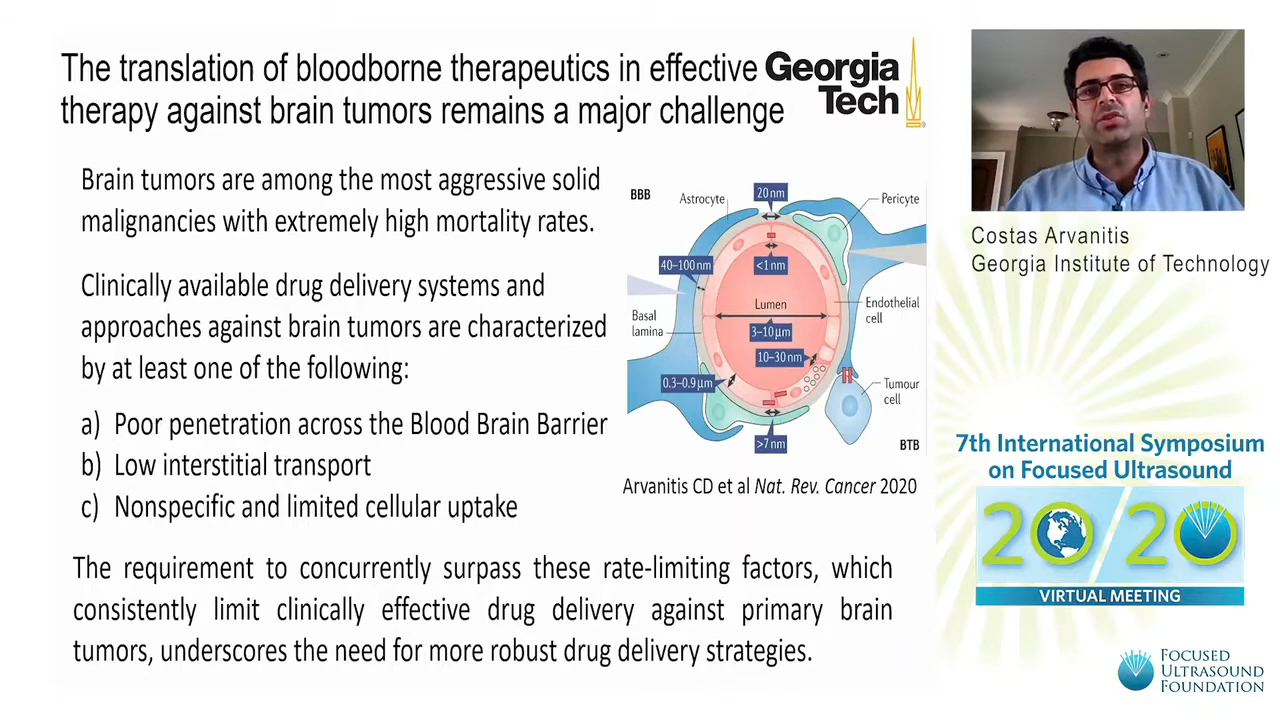 The translation of bloodborne therapeutics in effective
therapy against brain tumors remains a major challenge
Georgia
Tech
Brain tumors are among the most aggressive solid
malignancies with extremely high mortality rates.
Clinically available drug delivery systems and
approaches against brain tumors are characterized
by at least one of the following:
a) Poor penetration across the Blood Brain Barrier
b) Low interstitial transport
c) Nonspecific and limited cellular uptake
BBB
Astrocyte
20 nm
Pericyte
40–100 nm
<1 nm
Lumen
Endothelial
cell
Basal
lamina
3–10 µm
10–30 nm
0.3–0.9 µm
Tumour
cell
>7 nm
BTB
Arvanitis CD et al Nat. Rev. Cancer 2020
The requirement to concurrently surpass these rate-limiting factors, which
consistently limit clinically effective drug delivery against primary brain
tumors, underscores the need for more robust drug delivery strategies.
Costas Arvanitis
Georgia Institute of Technology
7th International Symposium
on Focused Ultrasound
20/20
VIRTUAL MEETING
FOCUSED
ULTRASOUND
FOUNDATION